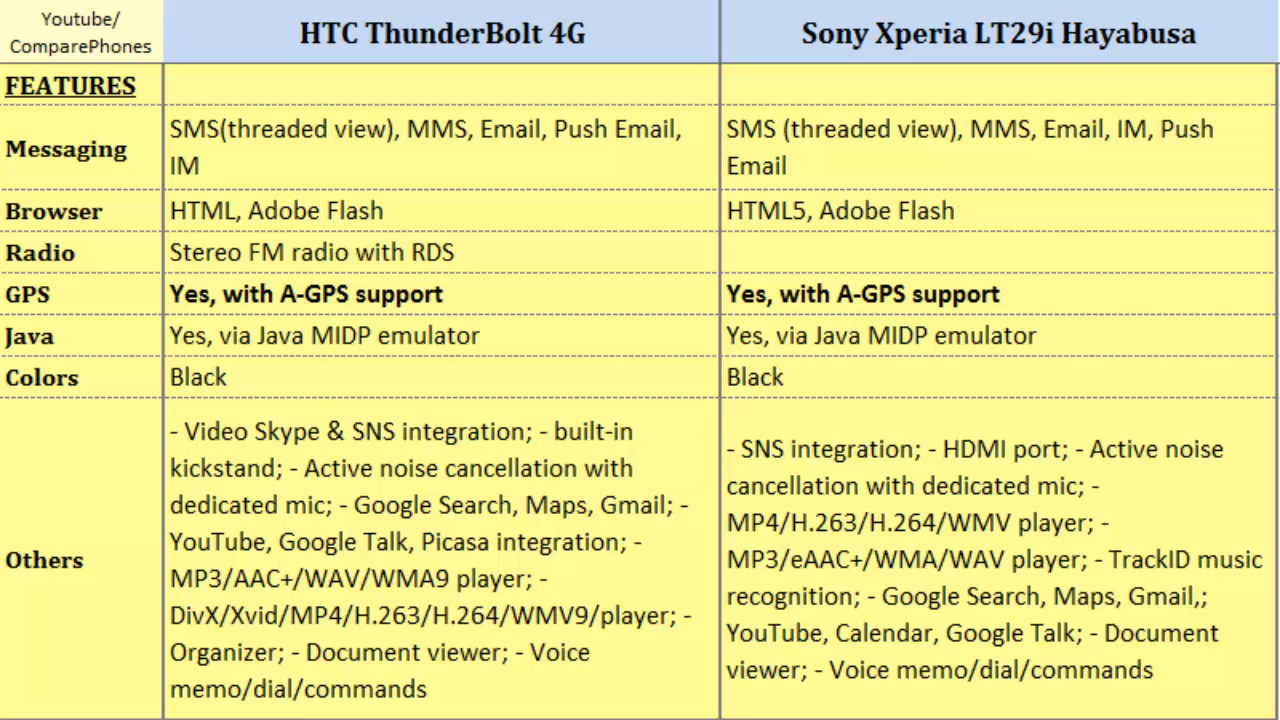 Youtube/
ComparePhones
HTC ThunderBolt 4G
Sony Xperia LT29i Hayabusa
FEATURES
Messaging
SMS(threaded view), MMS, Email, Push Email,
IM
SMS (threaded view), MMS, Email, IM, Push
Email
Browser
HTML, Adobe Flash
HTML5, Adobe Flash
Radio
Stereo FM radio with RDS
GPS
Yes, with A-GPS support
Yes, with A-GPS support
Java
Yes, via Java MIDP emulator
Yes, via Java MIDP emulator
Colors
Black
Black
Others
- Video Skype & SNS integration; - built-in
kickstand; - Active noise cancellation with
dedicated mic; - Google Search, Maps, Gmail; -
YouTube, Google Talk, Picasa integration; -
MP3/AAC+/WAV/WMA9 player; -
DivX/Xvid/MP4/H.263/H.264/WMV9/player; -
Organizer; - Document viewer; - Voice
memo/dial/commands
- SNS integration; - HDMI port; - Active noise
cancellation with dedicated mic; -
MP4/H.263/H.264/WMV player; -
MP3/eAAC+/WMA/WAV player; - TrackID music
recognition; - Google Search, Maps, Gmail,;
YouTube, Calendar, Google Talk; - Document
viewer; - Voice memo/dial/commands